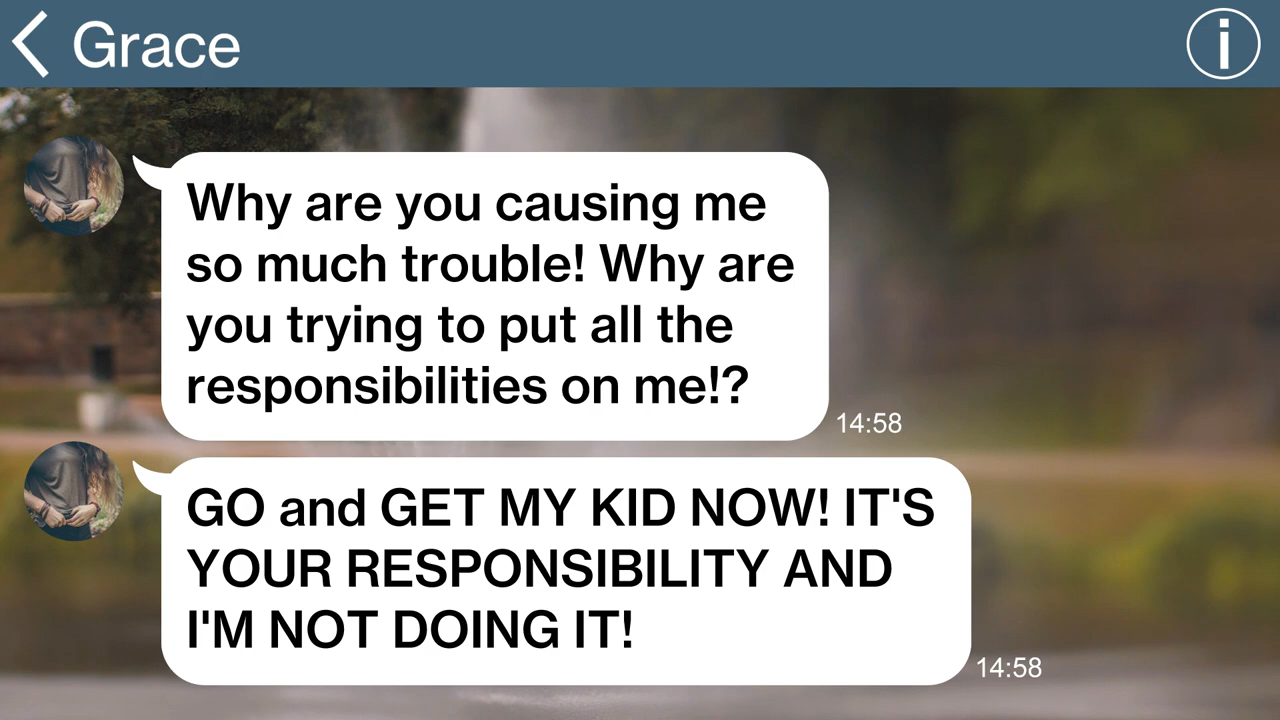 Grace
Why are you causing me
so much trouble! Why are
you trying to put all the
responsibilities on me!?
14:58
GO and GET MY KID NOW! IT'S
YOUR RESPONSIBILITY AND
I'M NOT DOING IT!
14:58